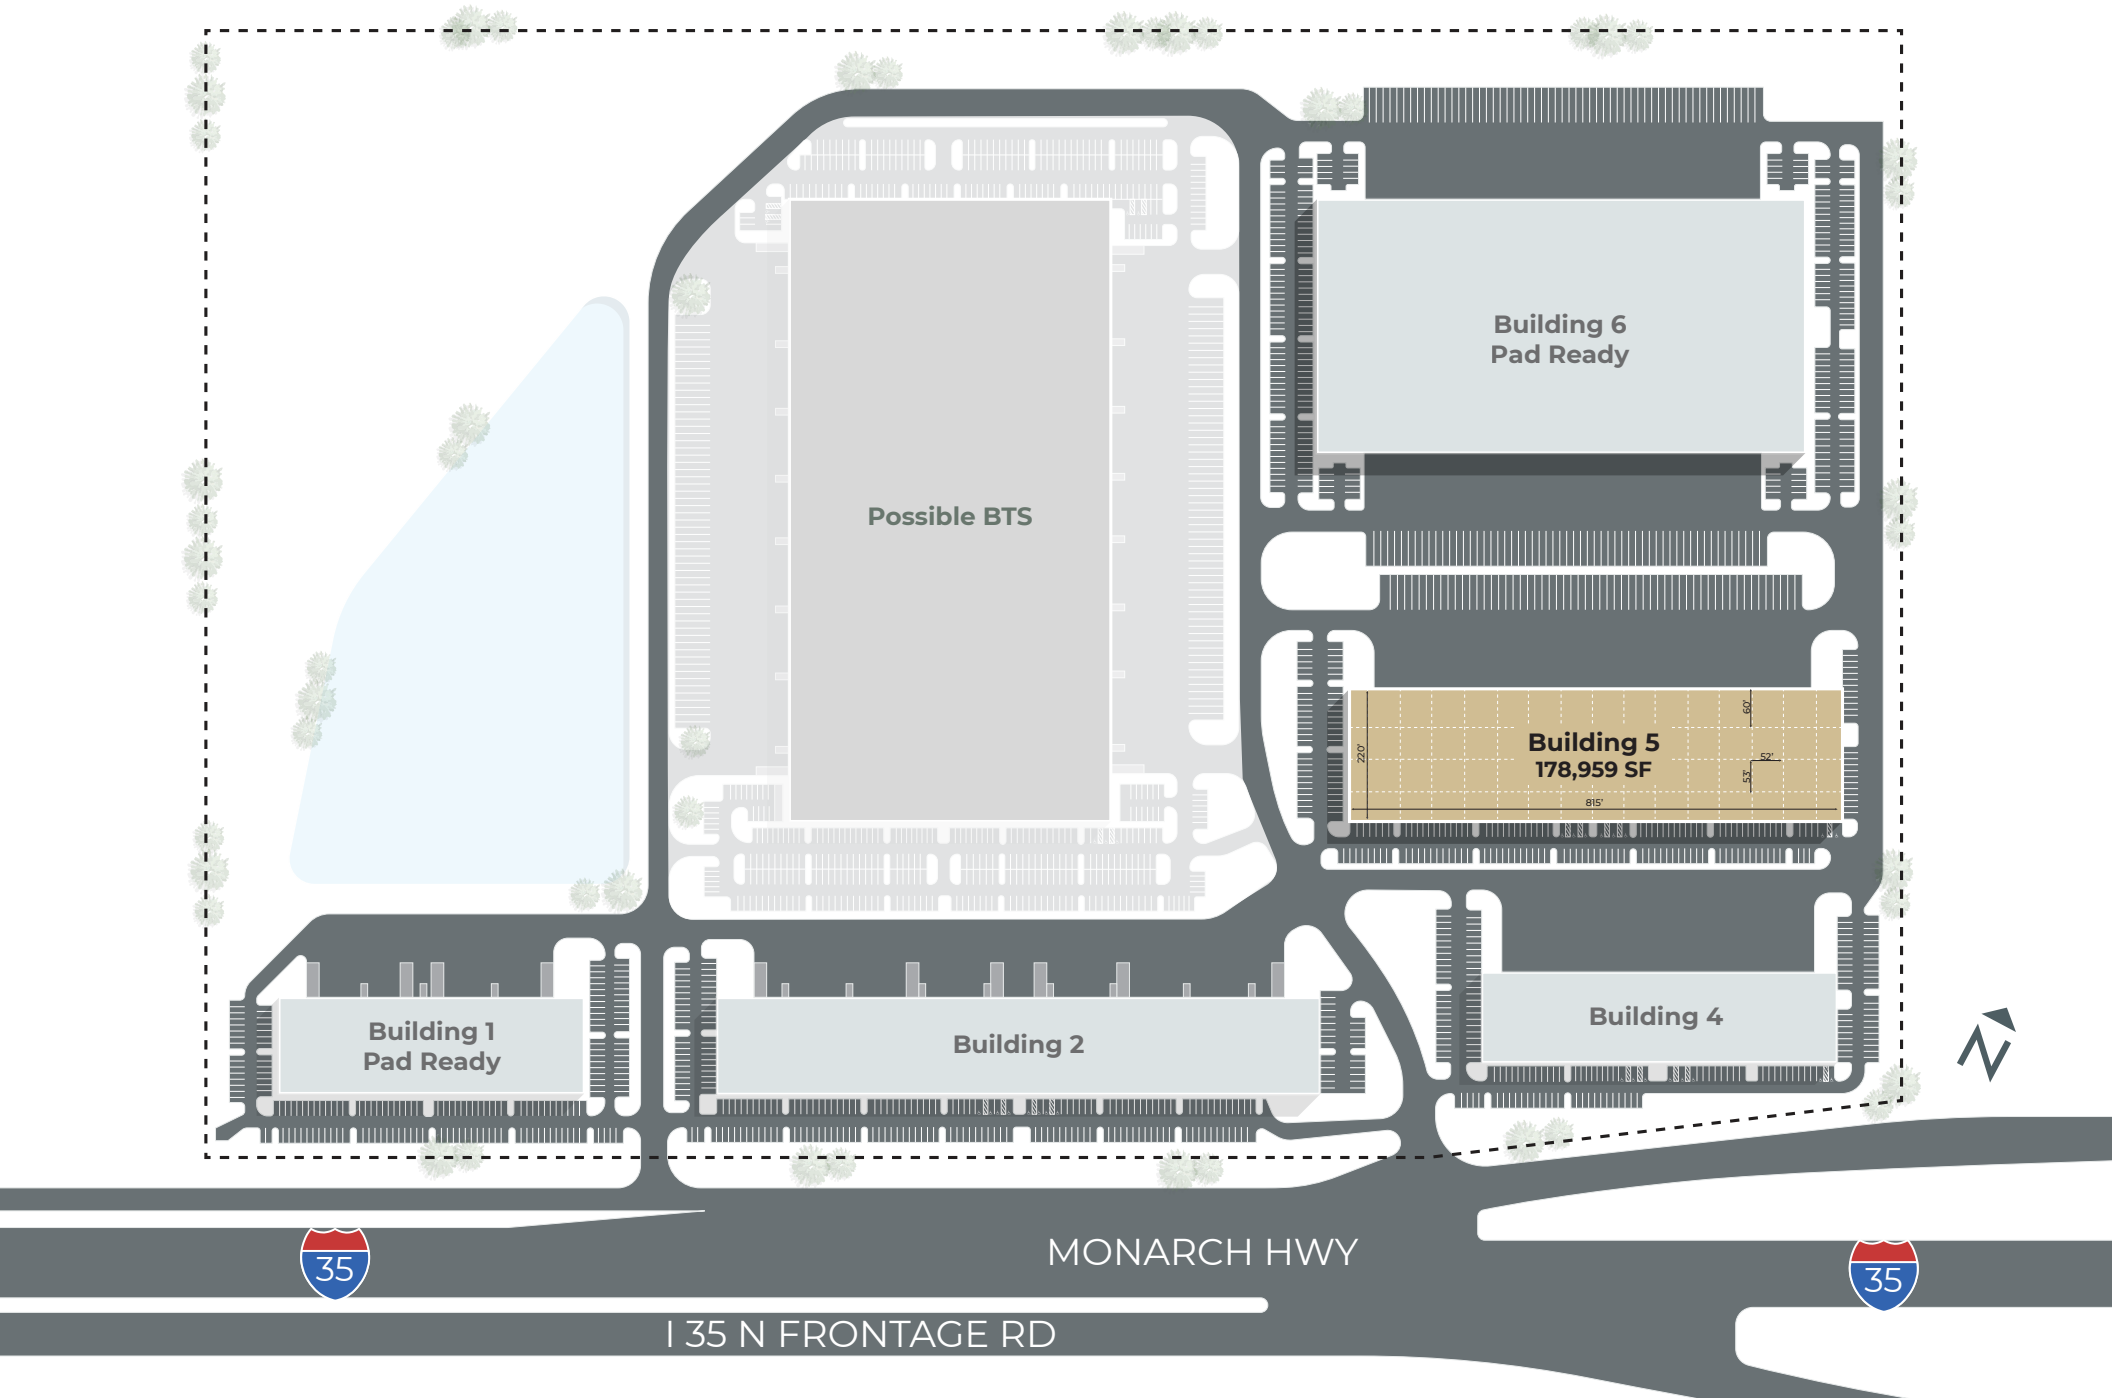 Building 6
Pad Ready
Possible BTS
60'
220'
Building 5
178,959 SF
52'
53'
815'
Building 1
Pad Ready
Building 2
Building 4
N
MONARCH HWY
35
35
I 35 N FRONTAGE RD